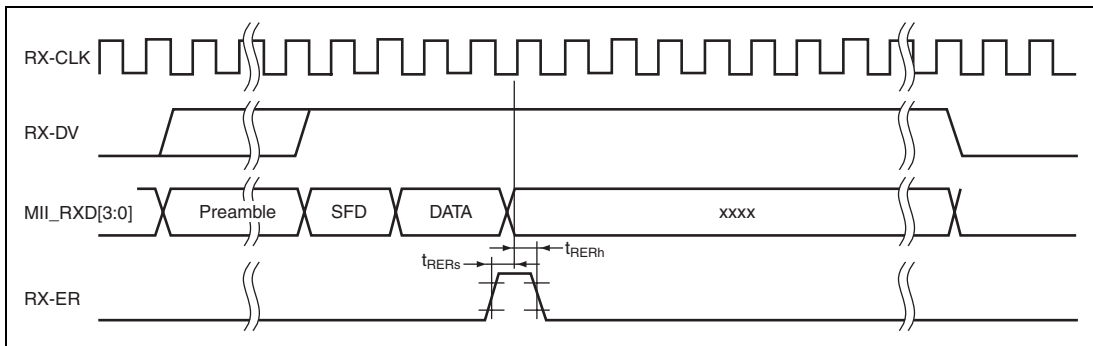 RX-CLK
RX-DV
MII_RXD[3:0]
Preamble
SFD
DATA
xxxx
tRERs
tRERh
RX-ER